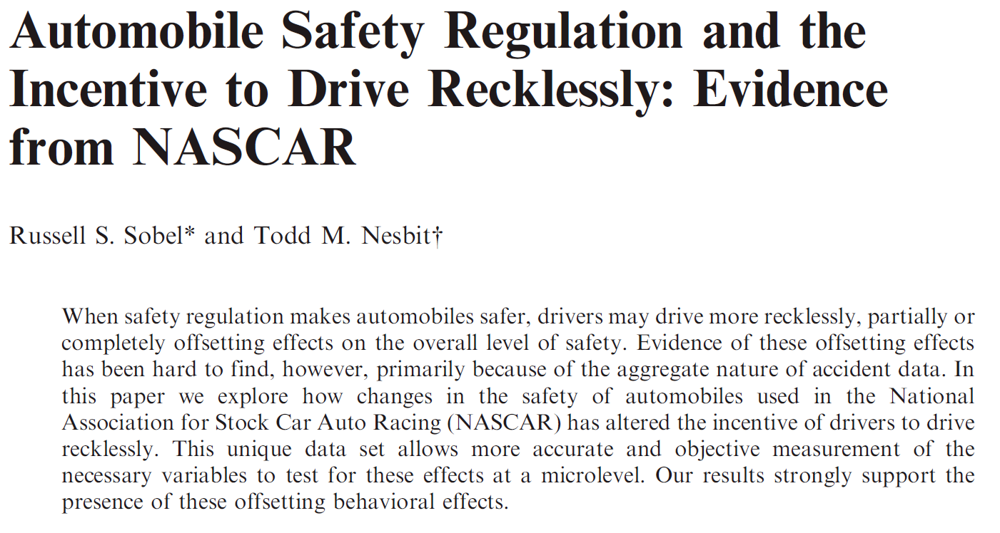 Automobile Safety Regulation and the
Incentive to Drive Recklessly: Evidence
from NASCAR
Russell S. Sobel* and Todd M. Nesbit†
When safety regulation makes automobiles safer, drivers may drive more recklessly, partially or
completely offsetting effects on the overall level of safety. Evidence of these offsetting effects
has been hard to find, however, primarily because of the aggregate nature of accident data. In
this paper we explore how changes in the safety of automobiles used in the National
Association for Stock Car Auto Racing (NASCAR) has altered the incentive of drivers to drive
recklessly. This unique data set allows more accurate and objective measurement of the
necessary variables to test for these effects at a microlevel. Our results strongly support the
presence of these offsetting behavioral effects.